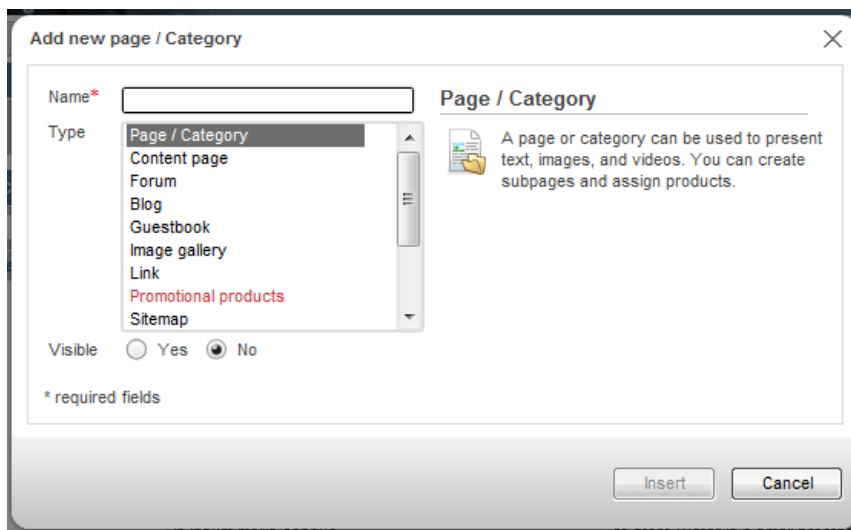 Add new page / Category
Name*
Page / Category
Type
Page / Category
Content page
Forum
Blog
Guestbook
Image gallery
Link
Promotional products
Sitemap
A page or category can be used to present
text, images, and videos. You can create
subpages and assign products.
Visible
Yes
No
* required fields
Insert
Cancel